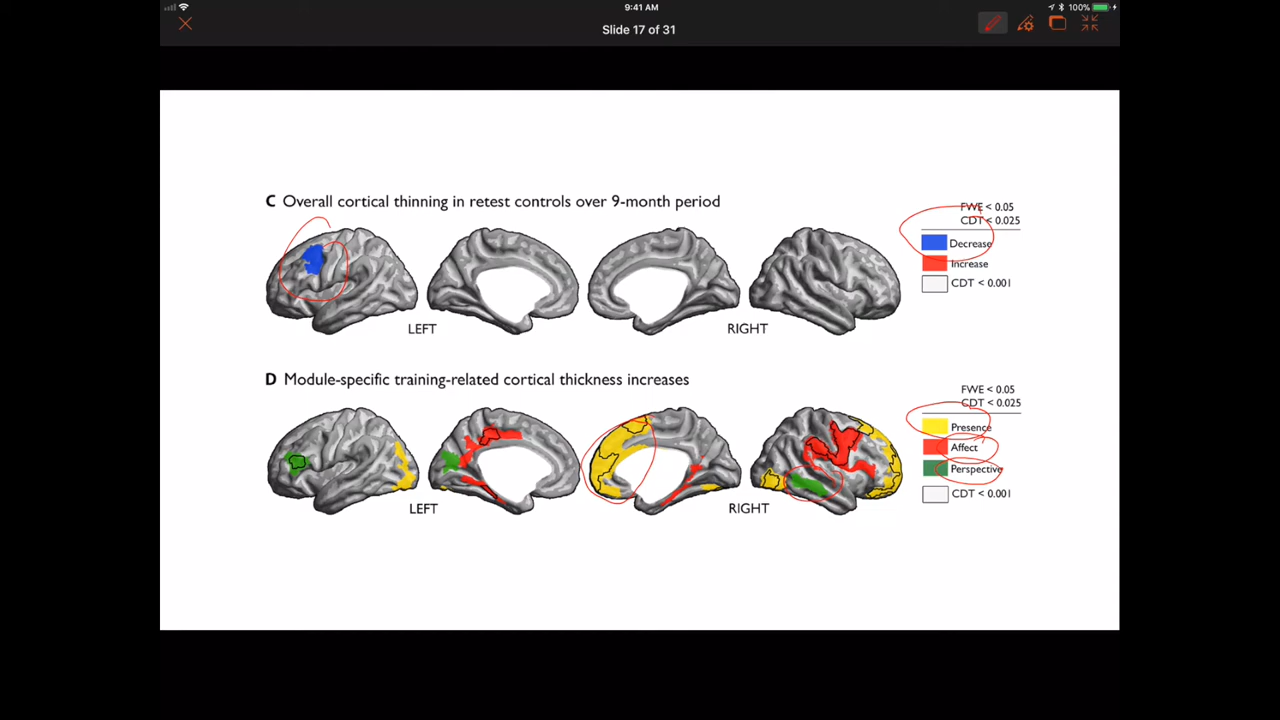 9:41 AM
100%
Slide 17 of 31
C Overall cortical thinning in retest controls over 9-month period
FWE < 0.05
CDT < 0.025
Decrease
Increase
CDT < 0.001
LEFT
RIGHT
D Module-specific training-related cortical thickness increases
FWE < 0.05
CDT < 0.025
Presence
Affect
Perspective
CDT < 0.001
LEFT
RIGHT